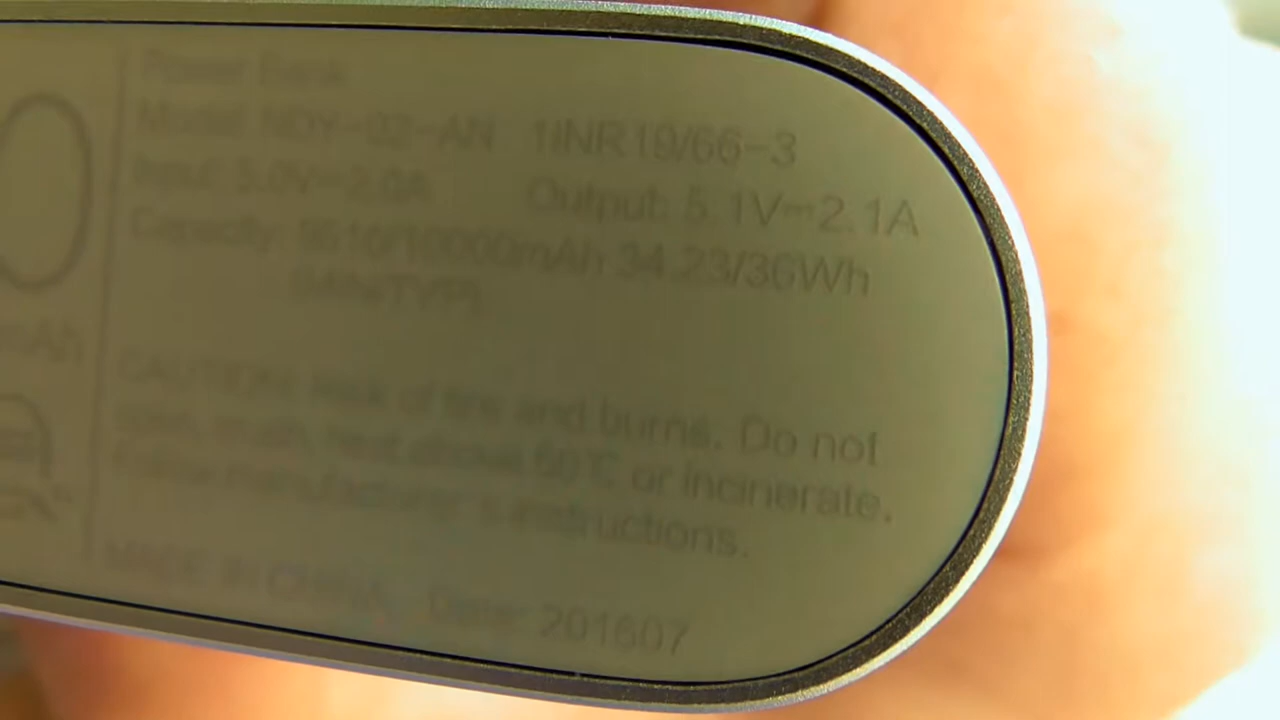 Power Bank
Model: NDY-02-AN 1INR19/66-3
Input: 5.0V⎓2.0A Output: 5.1V⎓2.1A
Capacity: 9510/10000mAh 34.23/36Wh
(MIN/TYP)
mAh
CAUTION: Risk of fire and burns. Do not
open, crush, heat above 60℃ or incinerate.
Follow manufacturer's instructions.
MADE IN CHINA Date: 201607